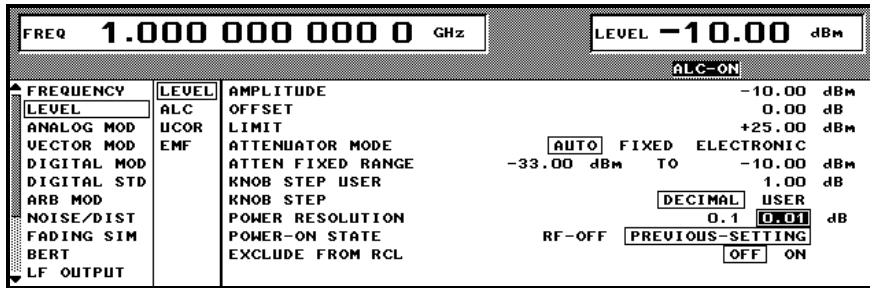 FREQ 1.000 000 000 0 GHz LEVEL -10.00 dBm
ALC-ON
FREQUENCY LEVEL AMPLITUDE -10.00 dBm
LEVEL ALC OFFSET 0.00 dB
ANALOG MOD UCOR LIMIT +25.00 dBm
VECTOR MOD EMF ATTENUATOR MODE AUTO FIXED ELECTRONIC
DIGITAL MOD ATTEN FIXED RANGE -33.00 dBm TO -10.00 dBm
DIGITAL STD KNOB STEP USER 1.00 dB
ARB MOD KNOB STEP DECIMAL USER
NOISE/DIST POWER RESOLUTION 0.1 0.01 dB
FADING SIM POWER-ON STATE RF-OFF PREVIOUS-SETTING
BERT EXCLUDE FROM RCL OFF ON
LF OUTPUT